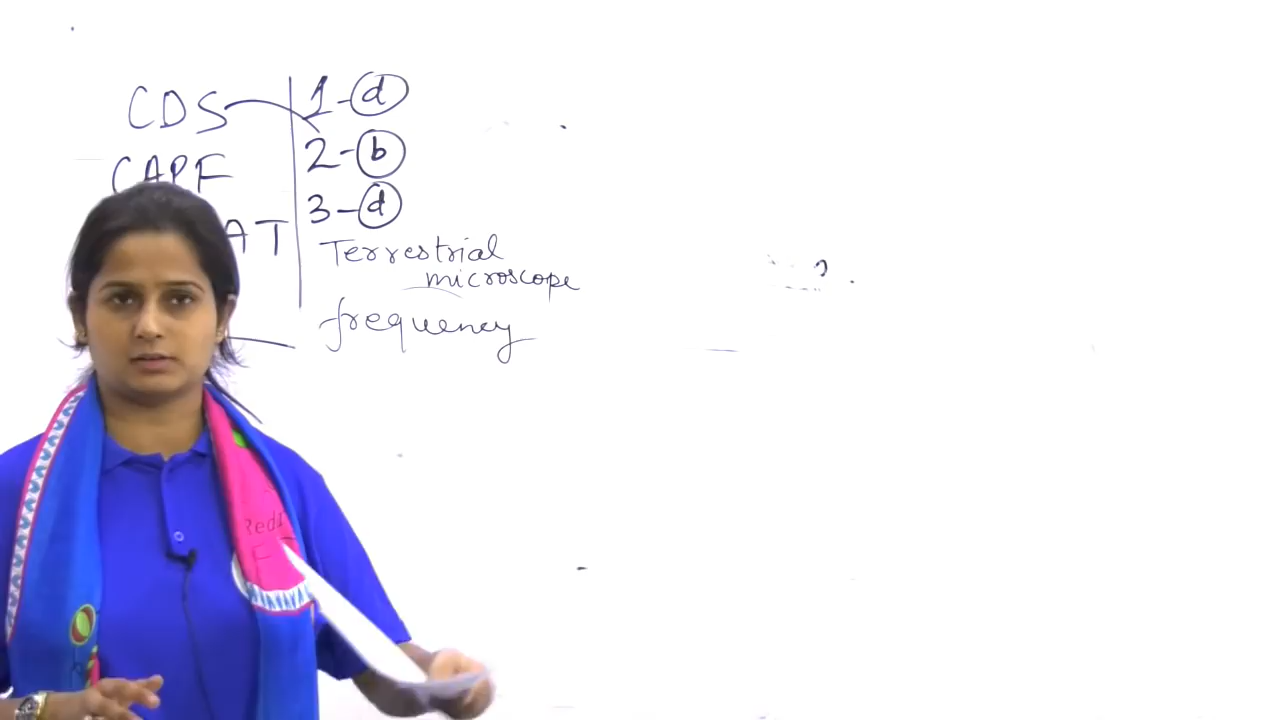 CDS
CAPF
AT
1-d
2-b
3-d
Terrestrial
microscope
frequency